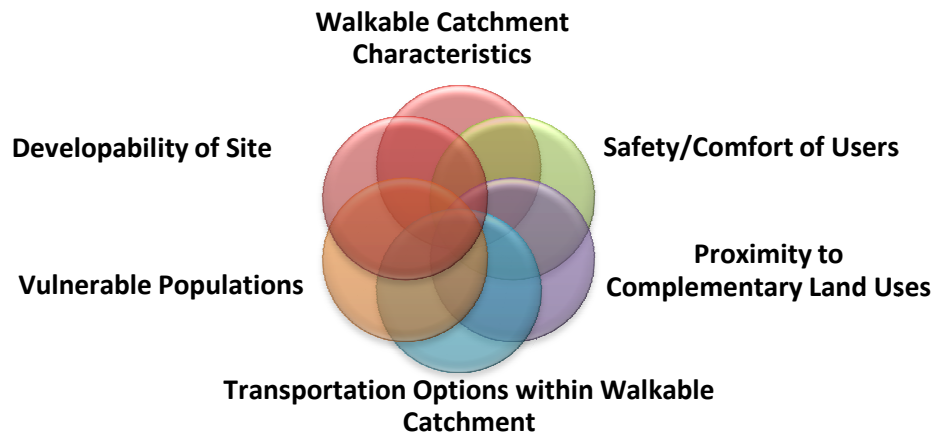 Walkable Catchment
Characteristics
Developability of Site
Safety/Comfort of Users
Vulnerable Populations
Proximity to
Complementary Land Uses
Transportation Options within Walkable
Catchment